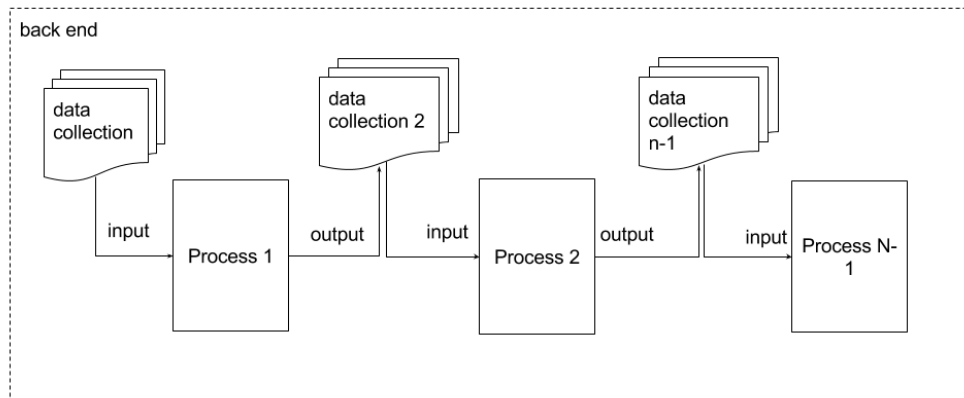 back end
data
collection
data
collection 2
data
collection
n-1
input
Process 1
output
input
Process 2
output
input
Process N-
1